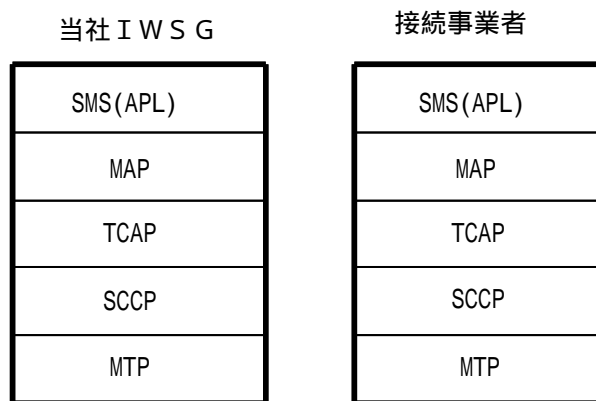 当社ＩＷＳＧ
接続事業者
SMS(APL)
SMS(APL)
MAP
MAP
TCAP
TCAP
SCCP
SCCP
MTP
MTP